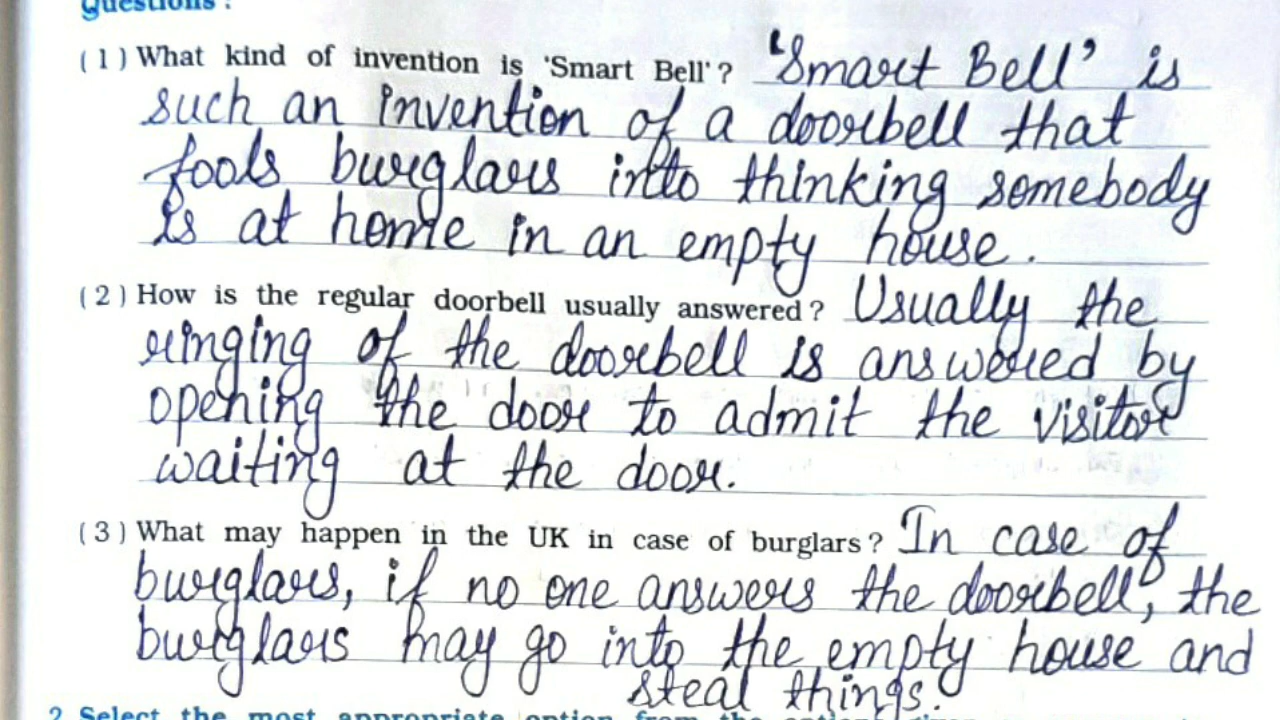 Questions :
(1) What kind of invention is 'Smart Bell'? 'Smart Bell' is
such an invention of a doorbell that
fools burglars into thinking somebody
is at home in an empty house.
(2) How is the regular doorbell usually answered? Usually the
ringing of the doorbell is answered by
opening the door to admit the visitor
waiting at the door.
(3) What may happen in the UK in case of burglars? In case of
burglars, if no one answers the doorbell, the
burglars may go into the empty house and
steal things.
2 Select the most appropriate option from the options given